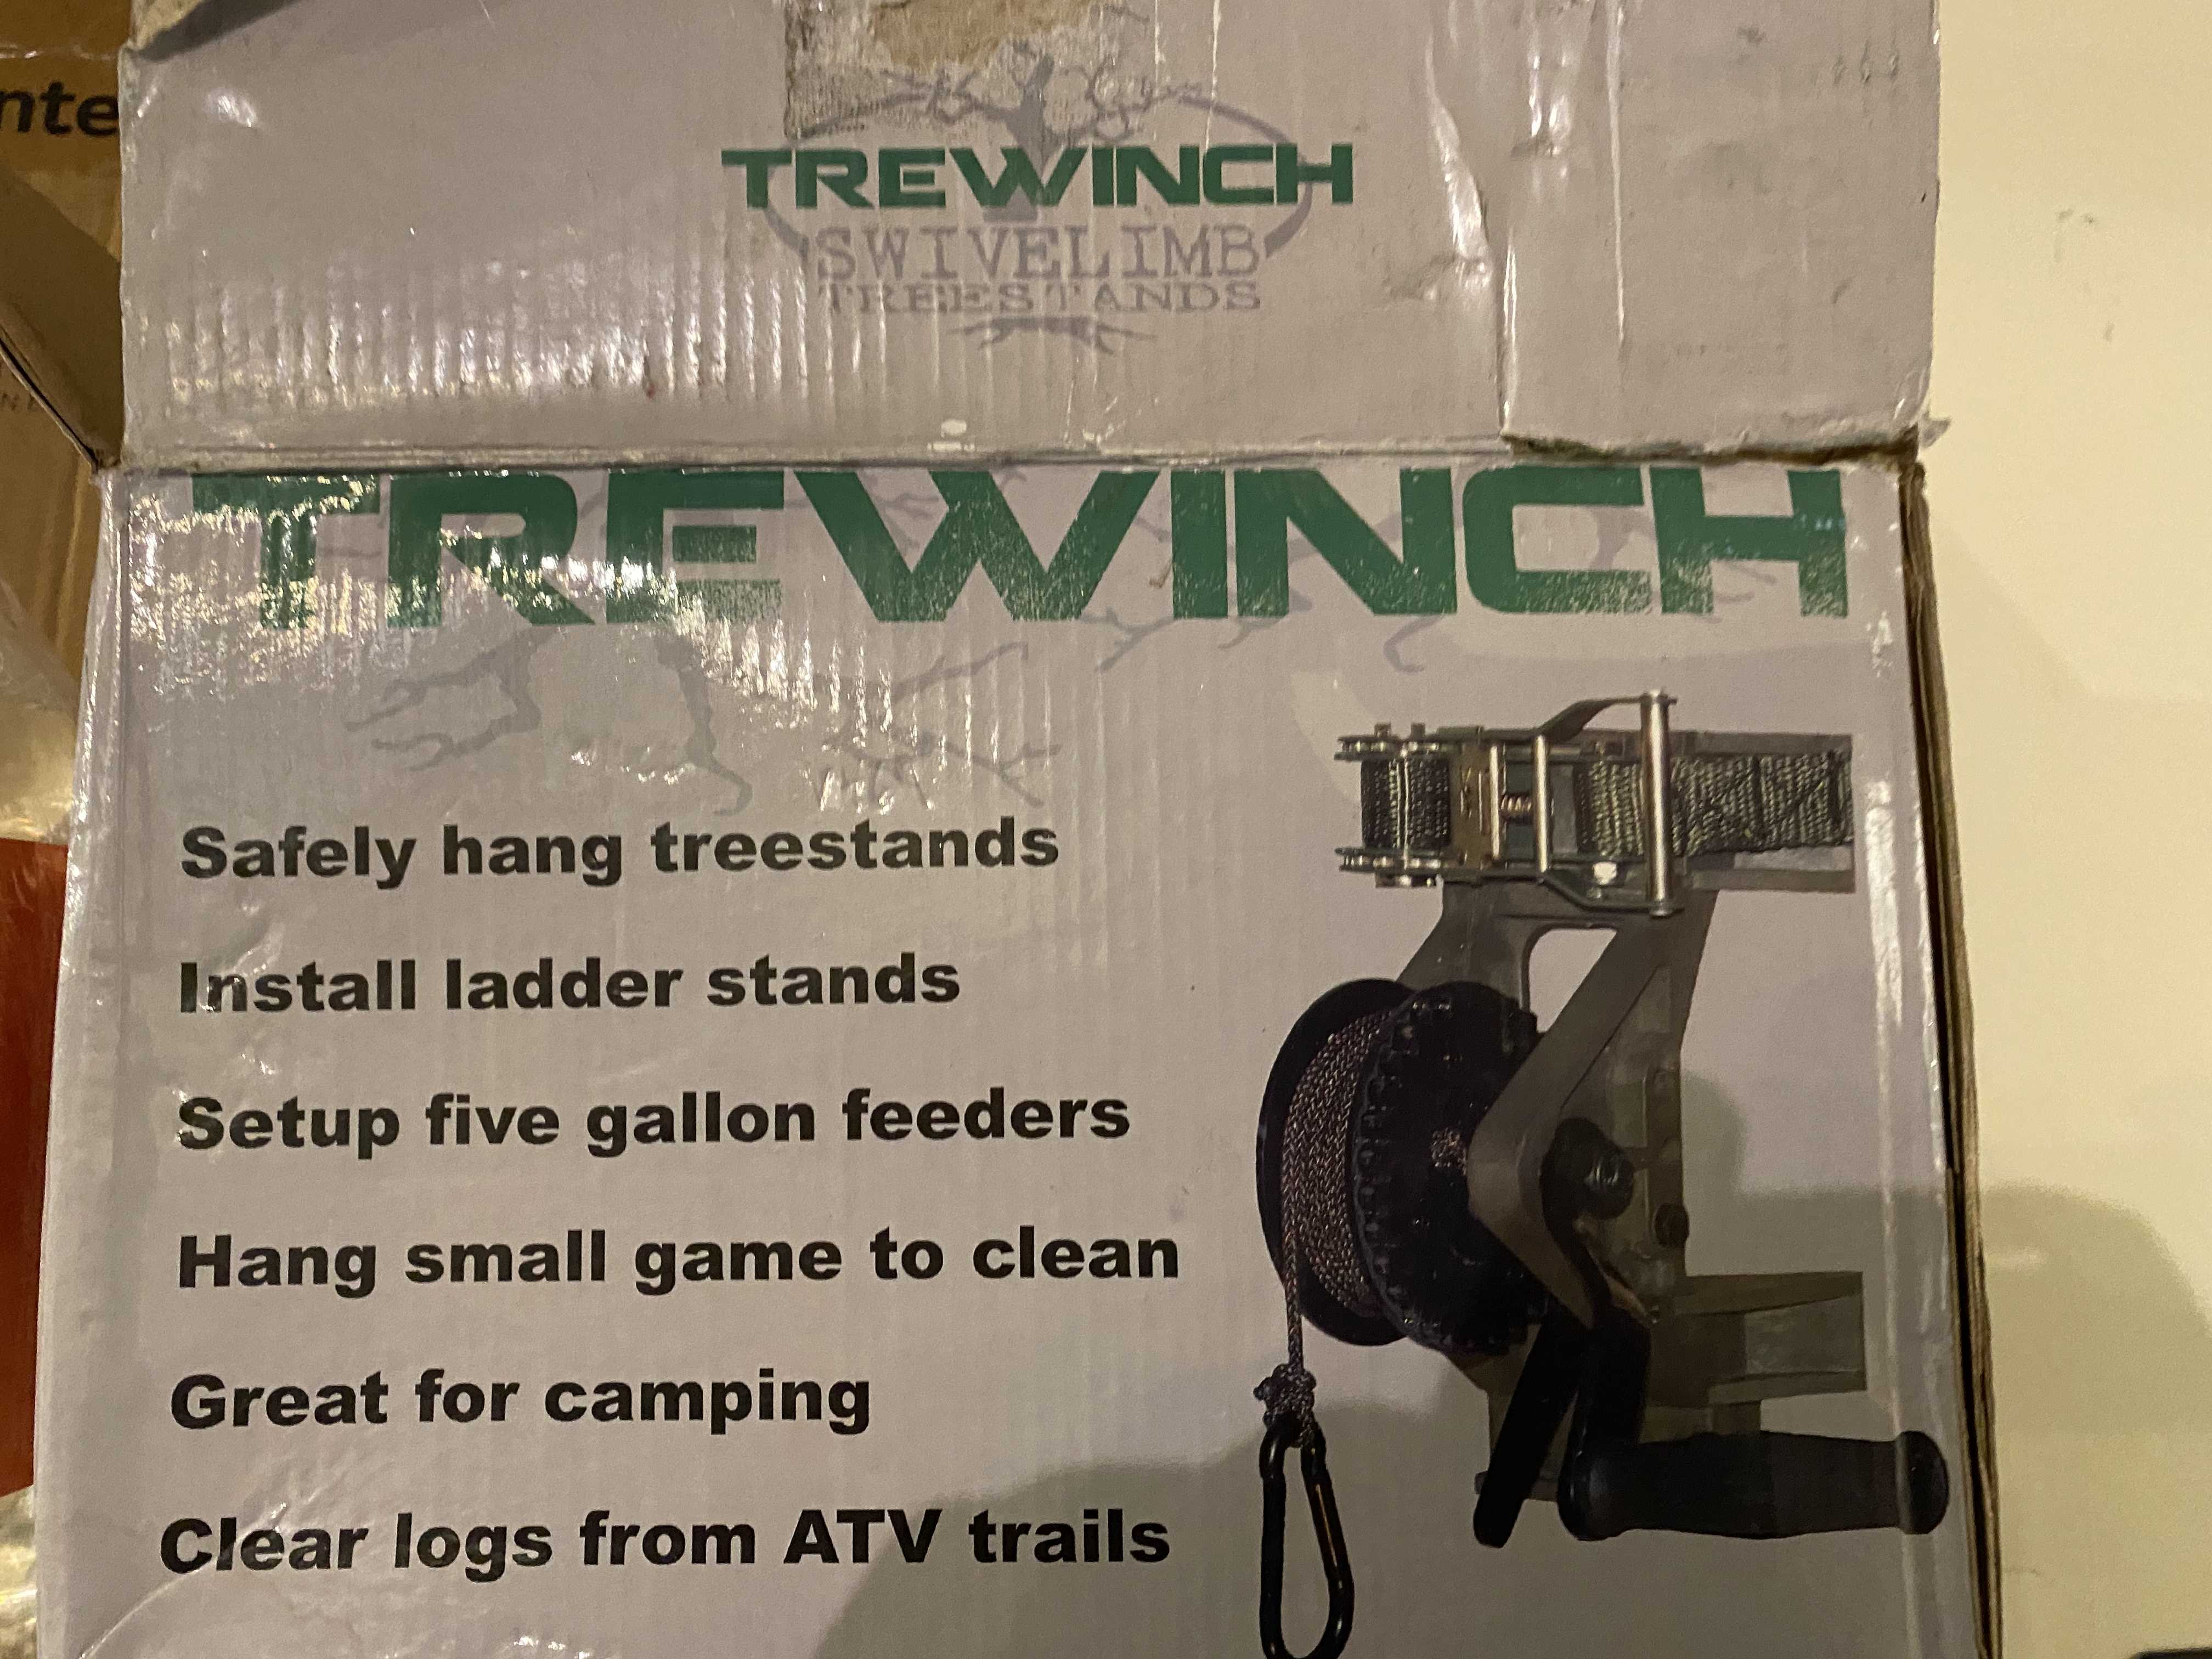 nte
TREWINCH
SWIVELIMB
TREESTANDS
TREWINCH
Safely hang treestands
Install ladder stands
Setup five gallon feeders
Hang small game to clean
Great for camping
Clear logs from ATV trails